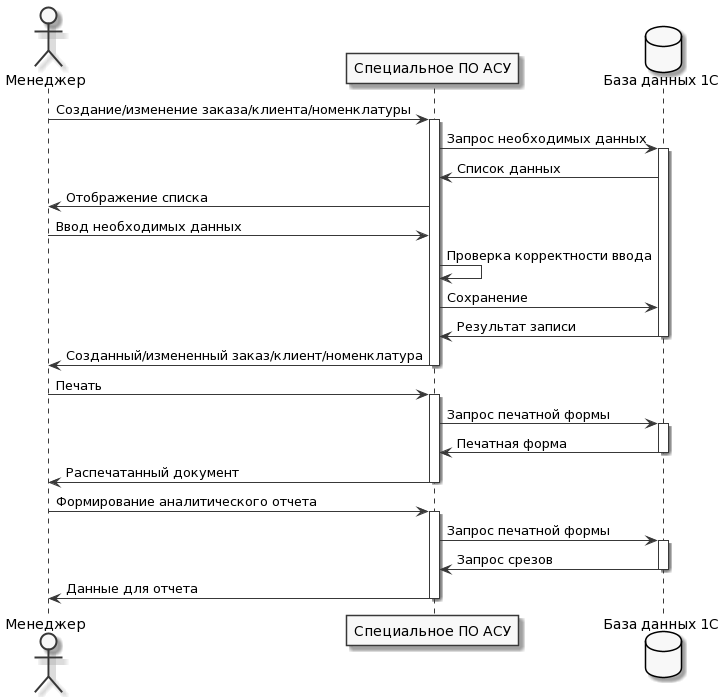 Менеджер
Специальное ПО АСУ
База данных 1С
Создание/изменение заказа/клиента/номенклатуры
Запрос необходимых данных
Список данных
Отображение списка
Ввод необходимых данных
Проверка корректности ввода
Сохранение
Результат записи
Созданный/измененный заказ/клиент/номенклатура
Печать
Запрос печатной формы
Печатная форма
Распечатанный документ
Формирование аналитического отчета
Запрос печатной формы
Запрос срезов
Данные для отчета
Менеджер
Специальное ПО АСУ
База данных 1С